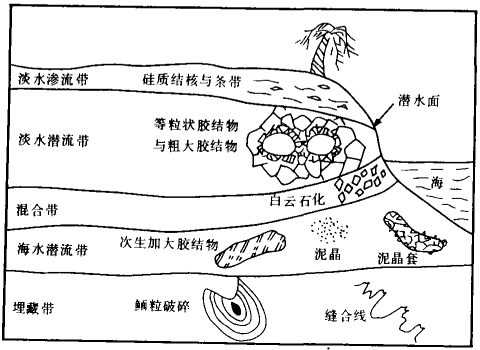 淡水渗流带 硅质结核与条带
潜水面
淡水潜流带 等粒状胶结物
与粗大胶结物
海
白云石化
混合带
海水潜流带 次生加大胶结物 泥晶 泥晶套
埋藏带 鲕粒破碎 缝合线